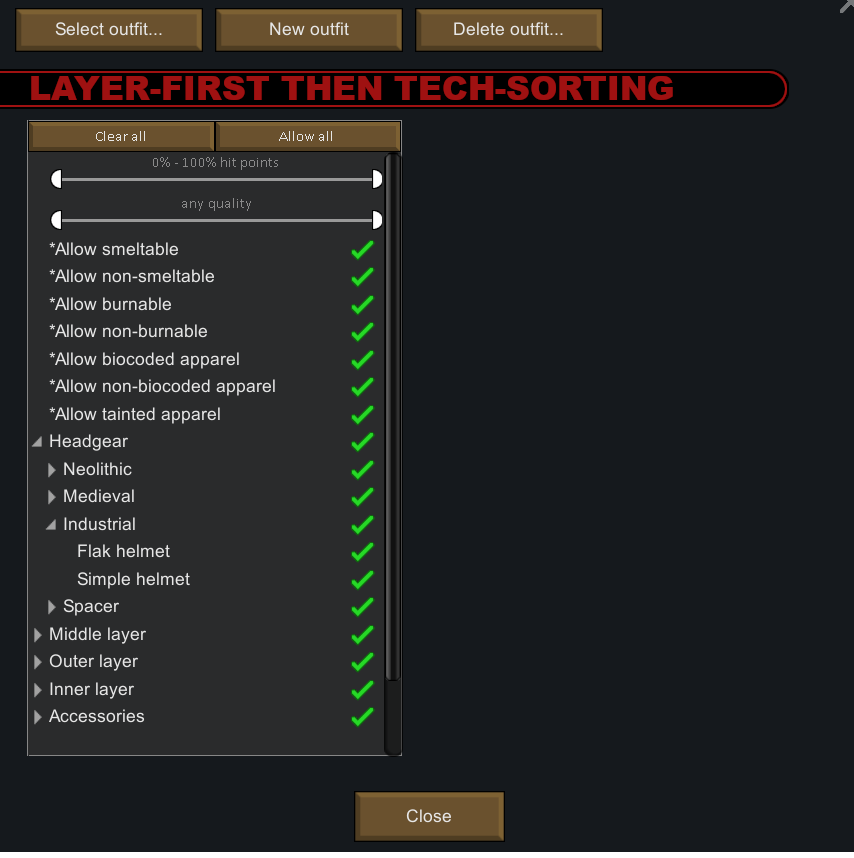 Select outfit...
New outfit
Delete outfit...
LAYER-FIRST THEN TECH-SORTING
Clear all
Allow all
0% - 100% hit points
any quality
*Allow smeltable
*Allow non-smeltable
*Allow burnable
*Allow non-burnable
*Allow biocoded apparel
*Allow non-biocoded apparel
*Allow tainted apparel
Headgear
Neolithic
Medieval
Industrial
Flak helmet
Simple helmet
Spacer
Middle layer
Outer layer
Inner layer
Accessories
Close